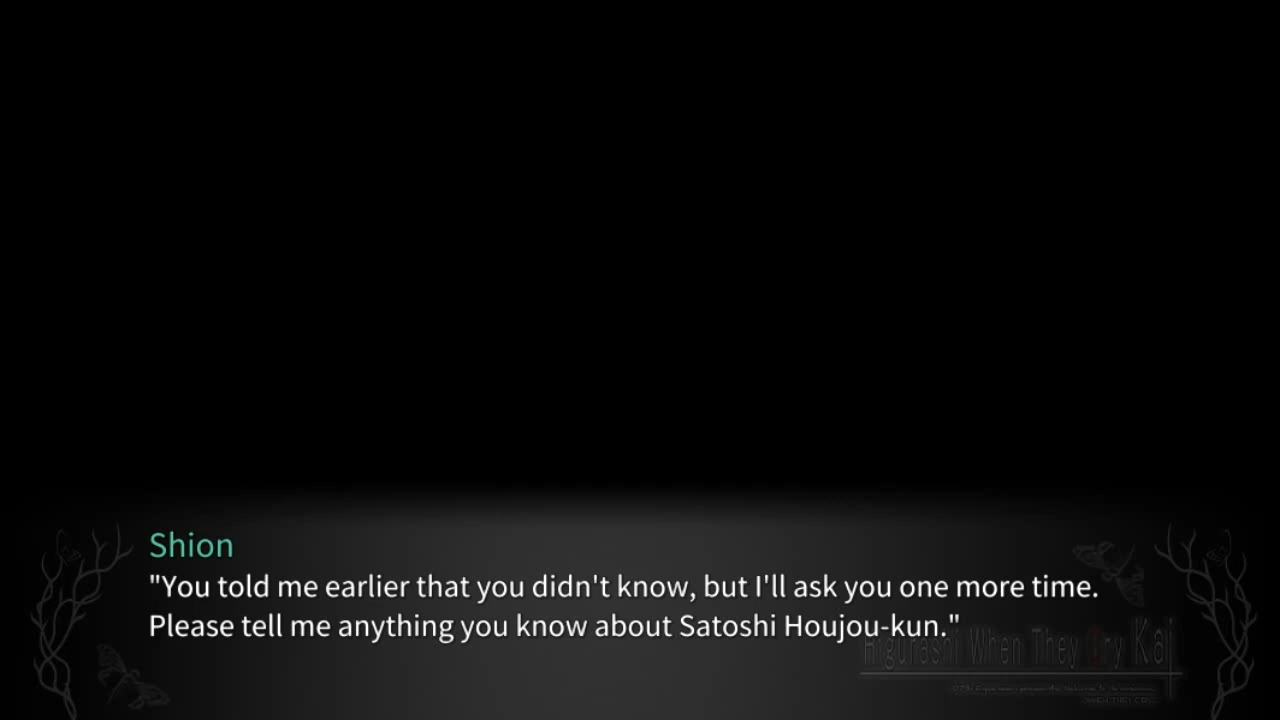 Shion
"You told me earlier that you didn't know, but I'll ask you one more time.
Please tell me anything you know about Satoshi Houjou-kun."
Higurashi When They Cry Kai